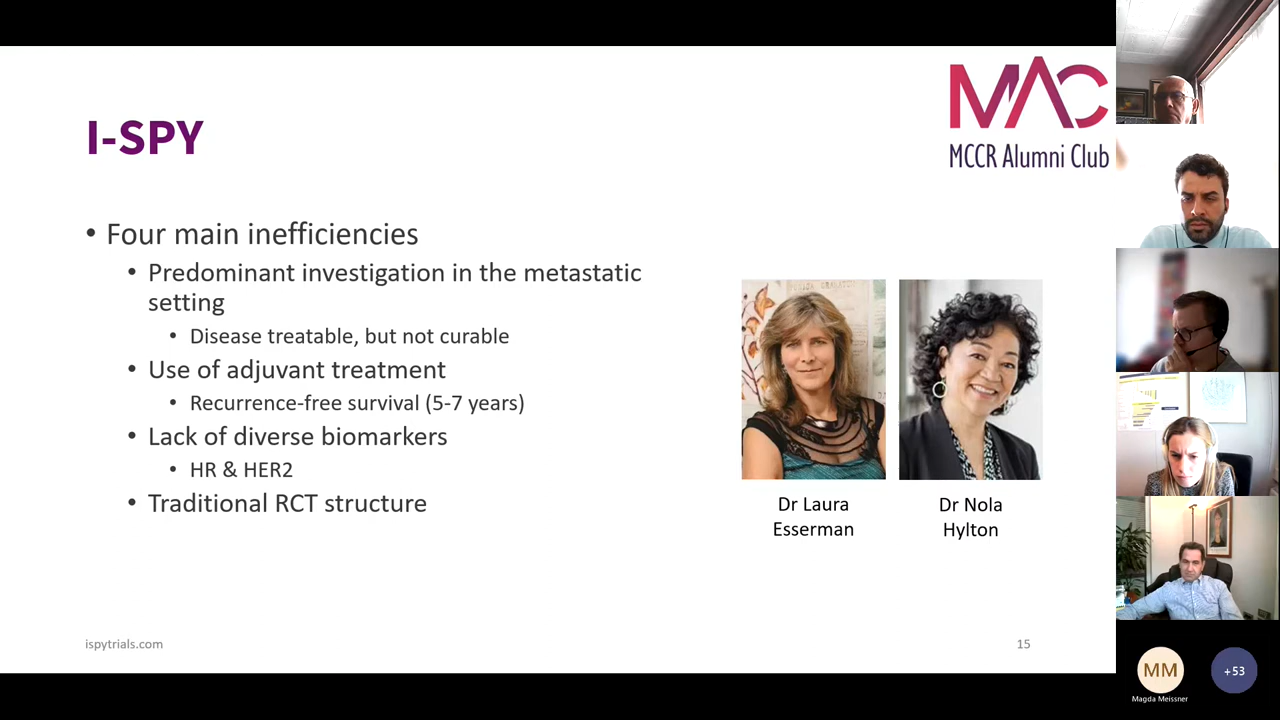 MAC
MCCR Alumni Club
I-SPY
• Four main inefficiencies
• Predominant investigation in the metastatic
setting
• Disease treatable, but not curable
• Use of adjuvant treatment
• Recurrence-free survival (5-7 years)
• Lack of diverse biomarkers
• HR & HER2
• Traditional RCT structure
Dr Laura
Esserman
Dr Nola
Hylton
ispytrials.com
15
MM
Magda Meissner
+53